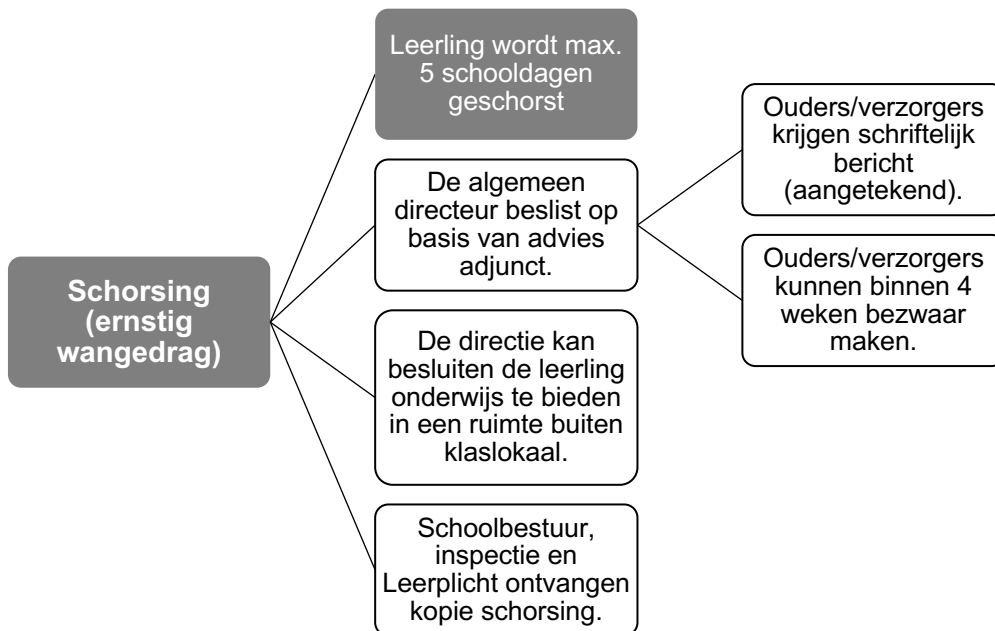 Schorsing
(ernstig
wangedrag)
Leerling wordt max.
5 schooldagen
geschorst
De algemeen
directeur beslist op
basis van advies
adjunct.
Ouders/verzorgers
krijgen schriftelijk
bericht
(aangetekend).
Ouders/verzorgers
kunnen binnen 4
weken bezwaar
maken.
De directie kan
besluiten de leerling
onderwijs te bieden
in een ruimte buiten
klaslokaal.
Schoolbestuur,
inspectie en
Leerplicht ontvangen
kopie schorsing.